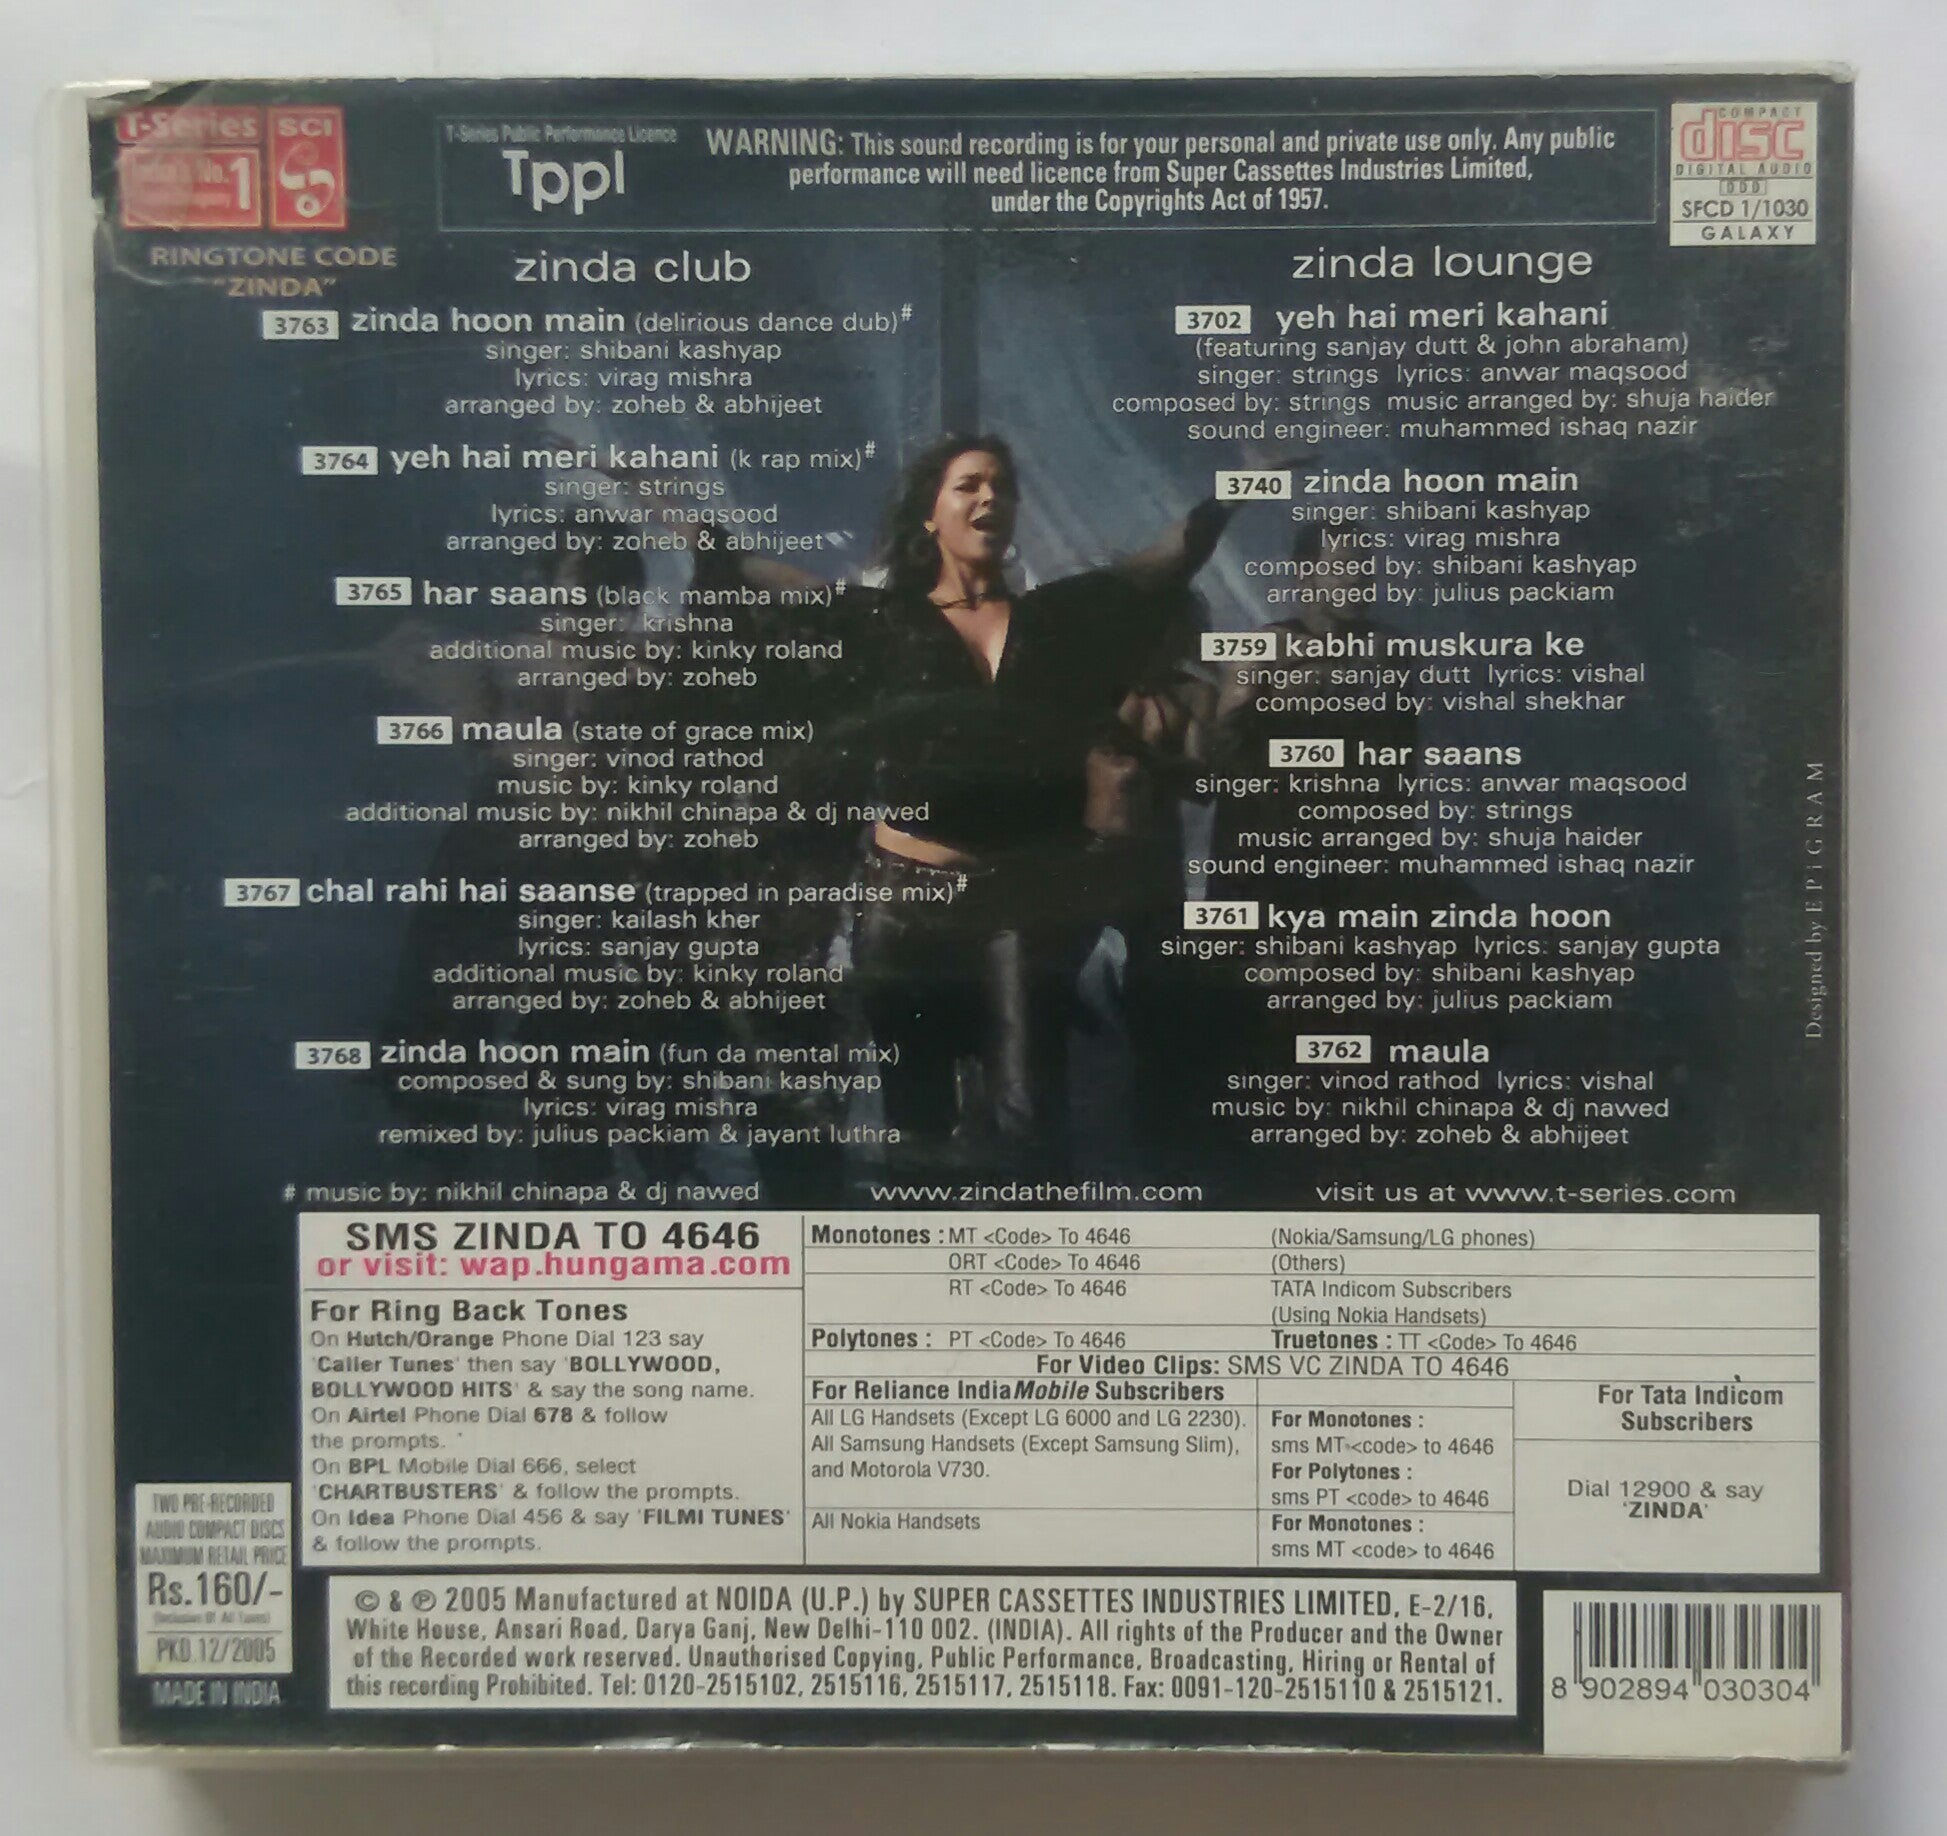 T-Series
SCI
No. 1
T-Series Public Performance Licence
Tppl
WARNING: This sound recording is for your personal and private use only. Any public
performance will need licence from Super Cassettes Industries Limited,
under the Copyrights Act of 1957.
COMPACT
disc
DIGITAL AUDIO
DDD
SFCD 1/1030
GALAXY
RINGTONE CODE
"ZINDA"
zinda club
3763 zinda hoon main (delirious dance dub)#
singer: shibani kashyap
lyrics: virag mishra
arranged by: zoheb & abhijeet
3764 yeh hai meri kahani (k rap mix)#
singer: strings
lyrics: anwar maqsood
arranged by: zoheb & abhijeet
3765 har saans (black mamba mix)#
singer: krishna
additional music by: kinky roland
arranged by: zoheb
3766 maula (state of grace mix)
singer: vinod rathod
music by: kinky roland
additional music by: nikhil chinapa & dj nawed
arranged by: zoheb
3767 chal rahi hai saanse (trapped in paradise mix)#
singer: kailash kher
lyrics: sanjay gupta
additional music by: kinky roland
arranged by: zoheb & abhijeet
3768 zinda hoon main (fun da mental mix)
composed & sung by: shibani kashyap
lyrics: virag mishra
remixed by: julius packiam & jayant luthra
# music by: nikhil chinapa & dj nawed
zinda lounge
3702 yeh hai meri kahani
(featuring sanjay dutt & john abraham)
singer: strings lyrics: anwar maqsood
composed by: strings music arranged by: shuja haider
sound engineer: muhammed ishaq nazir
3740 zinda hoon main
singer: shibani kashyap
lyrics: virag mishra
composed by: shibani kashyap
arranged by: julius packiam
3759 kabhi muskura ke
singer: sanjay dutt lyrics: vishal
composed by: vishal shekhar
3760 har saans
singer: krishna lyrics: anwar maqsood
composed by: strings
music arranged by: shuja haider
sound engineer: muhammed ishaq nazir
3761 kya main zinda hoon
singer: shibani kashyap lyrics: sanjay gupta
composed by: shibani kashyap
arranged by: julius packiam
3762 maula
singer: vinod rathod lyrics: vishal
music by: nikhil chinapa & dj nawed
arranged by: zoheb & abhijeet
Designed by EPiGRAM
www.zindathefilm.com
visit us at www.t-series.com
SMS ZINDA TO 4646
or visit: wap.hungama.com
For Ring Back Tones
On Hutch/Orange Phone Dial 123 say
'Caller Tunes' then say 'BOLLYWOOD,
BOLLYWOOD HITS' & say the song name.
On Airtel Phone Dial 678 & follow
the prompts.
On BPL Mobile Dial 666, select
'CHARTBUSTERS' & follow the prompts.
On Idea Phone Dial 456 & say 'FILMI TUNES'
& follow the prompts.
Monotones : MT <Code> To 4646 (Nokia/Samsung/LG phones)
ORT <Code> To 4646 (Others)
RT <Code> To 4646 TATA Indicom Subscribers
(Using Nokia Handsets)
Polytones : PT <Code> To 4646 Truetones : TT <Code> To 4646
For Video Clips: SMS VC ZINDA TO 4646
For Reliance IndiaMobile Subscribers
All LG Handsets (Except LG 6000 and LG 2230).
All Samsung Handsets (Except Samsung Slim),
and Motorola V730.
For Monotones :
sms MT <code> to 4646
For Polytones :
sms PT <code> to 4646
All Nokia Handsets
For Monotones :
sms MT <code> to 4646
For Tata Indicom
Subscribers
Dial 12900 & say
'ZINDA'
TWO PRE-RECORDED
AUDIO COMPACT DISCS
MAXIMUM RETAIL PRICE
Rs.160/-
(Inclusive Of All Taxes)
PKD.12/2005
MADE IN INDIA
© & ℗ 2005 Manufactured at NOIDA (U.P.) by SUPER CASSETTES INDUSTRIES LIMITED, E-2/16,
White House, Ansari Road, Darya Ganj, New Delhi-110 002. (INDIA). All rights of the Producer and the Owner
of the Recorded work reserved. Unauthorised Copying, Public Performance, Broadcasting, Hiring or Rental of
this recording Prohibited. Tel: 0120-2515102, 2515116, 2515117, 2515118. Fax: 0091-120-2515110 & 2515121.
8 902894 030304